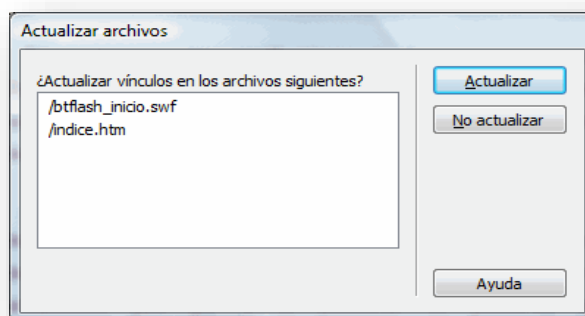 Actualizar archivos
¿Actualizar vínculos en los archivos siguientes?
/btflash_inicio.swf
/indice.htm
Actualizar
No actualizar
Ayuda